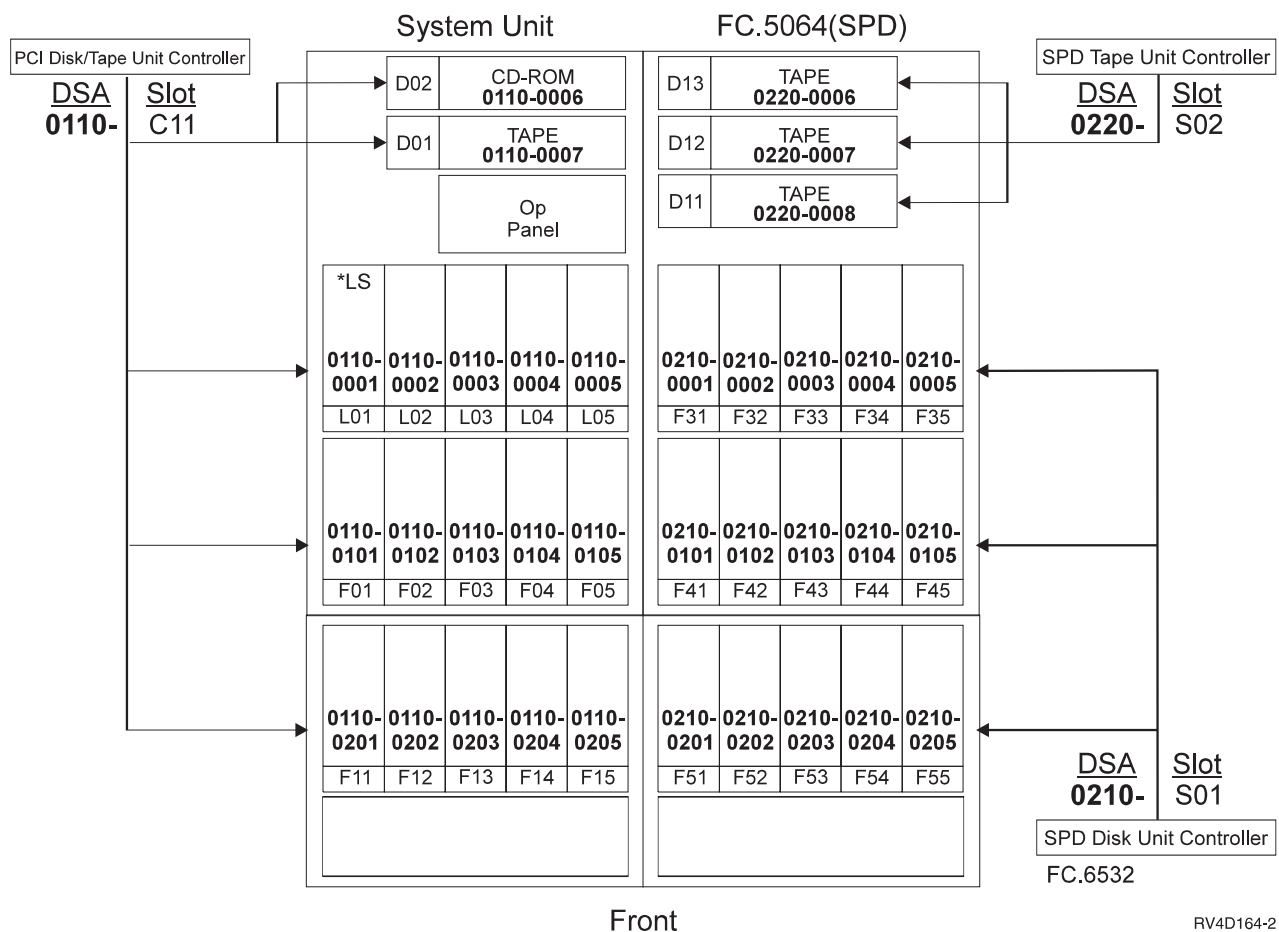 System Unit
FC.5064(SPD)
PCI Disk/Tape Unit Controller
DSA Slot
0110- C11
SPD Tape Unit Controller
DSA Slot
0220- S02
D02 CD-ROM
0110-0006
D01 TAPE
0110-0007
Op
Panel
D13 TAPE
0220-0006
D12 TAPE
0220-0007
D11 TAPE
0220-0008
*LS
0110- 0110- 0110- 0110- 0110-
0001 0002 0003 0004 0005
L01 L02 L03 L04 L05
0210- 0210- 0210- 0210- 0210-
0001 0002 0003 0004 0005
F31 F32 F33 F34 F35
0110- 0110- 0110- 0110- 0110-
0101 0102 0103 0104 0105
F01 F02 F03 F04 F05
0210- 0210- 0210- 0210- 0210-
0101 0102 0103 0104 0105
F41 F42 F43 F44 F45
0110- 0110- 0110- 0110- 0110-
0201 0202 0203 0204 0205
F11 F12 F13 F14 F15
0210- 0210- 0210- 0210- 0210-
0201 0202 0203 0204 0205
F51 F52 F53 F54 F55
DSA Slot
0210- S01
SPD Disk Unit Controller
FC.6532
Front
RV4D164-2